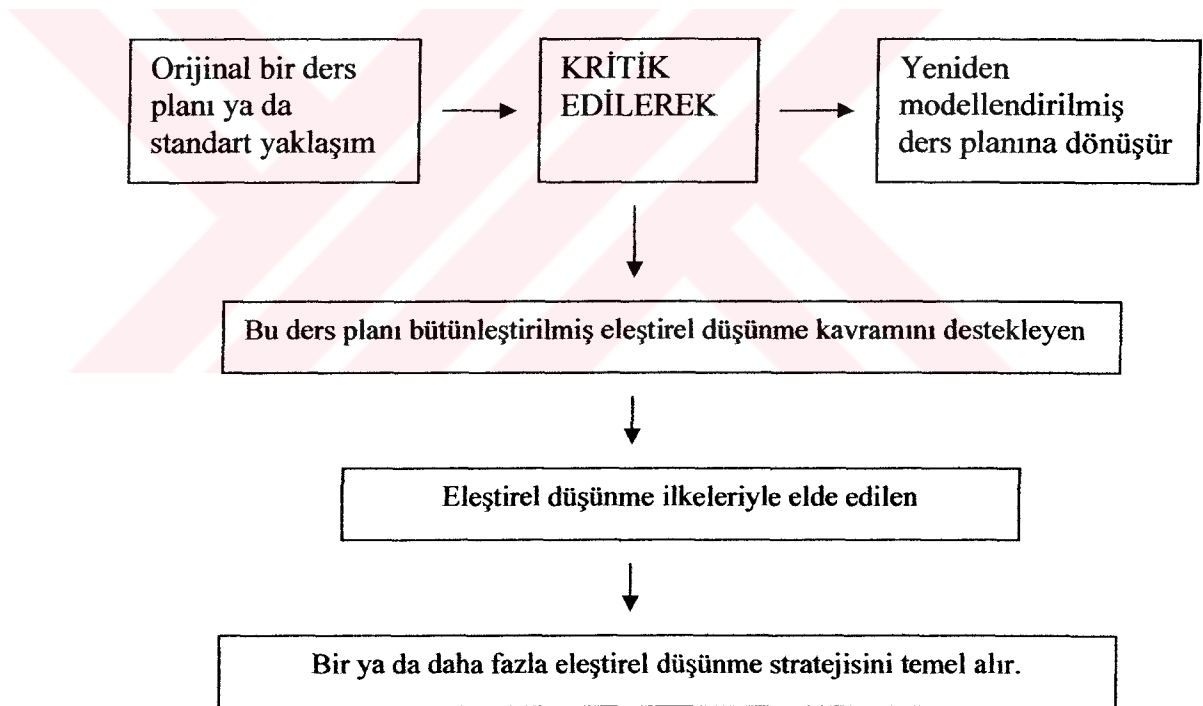 Orijinal bir ders
planı ya da
standart yaklaşım
KRİTİK
EDİLEREK
Yeniden
modellendirilmiş
ders planına dönüşür
Bu ders planı bütünleştirilmiş eleştirel düşünme kavramını destekleyen
Eleştirel düşünme ilkeleriyle elde edilen
Bir ya da daha fazla eleştirel düşünme stratejisini temel alır.